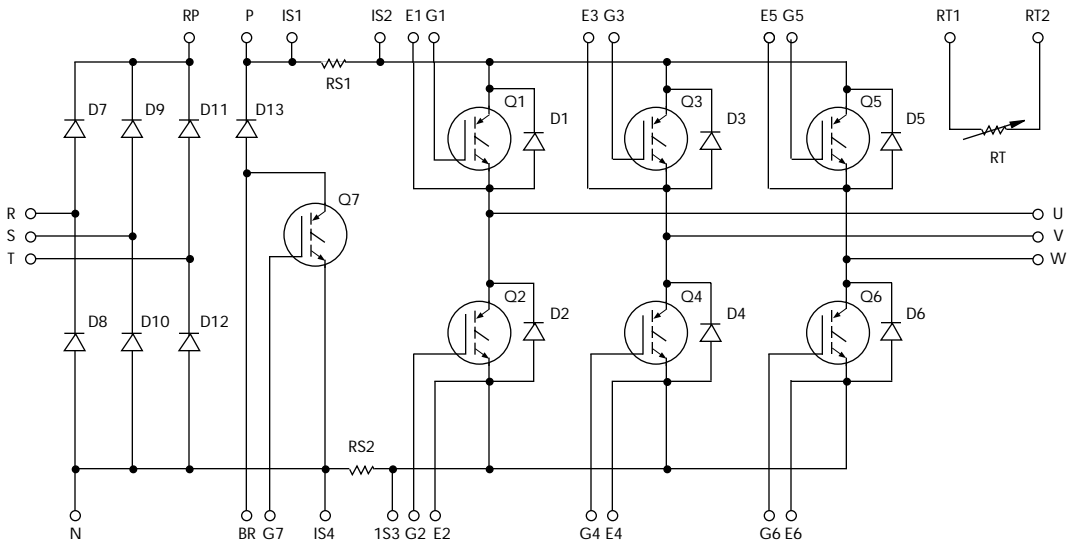 RP P IS1 IS2 E1 G1 E3 G3 E5 G5 RT1 RT2
RS1
D7 D9 D11 D13 Q1 D1 Q3 D3 Q5 D5
RT
Q7
R U
S V
T W
D8 D10 D12 Q2 D2 Q4 D4 Q6 D6
RS2
N BR G7 IS4 1S3 G2 E2 G4 E4 G6 E6